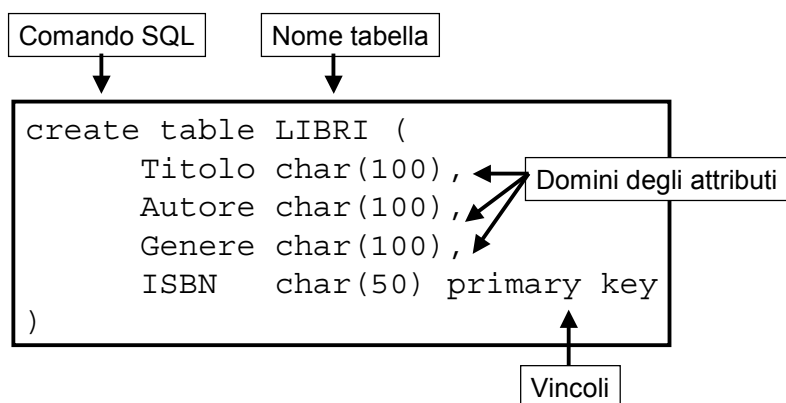 Comando SQL
Nome tabella
create table LIBRI (
Titolo char(100),
Domini degli attributi
Autore char(100),
Genere char(100),
ISBN char(50) primary key
)
Vincoli